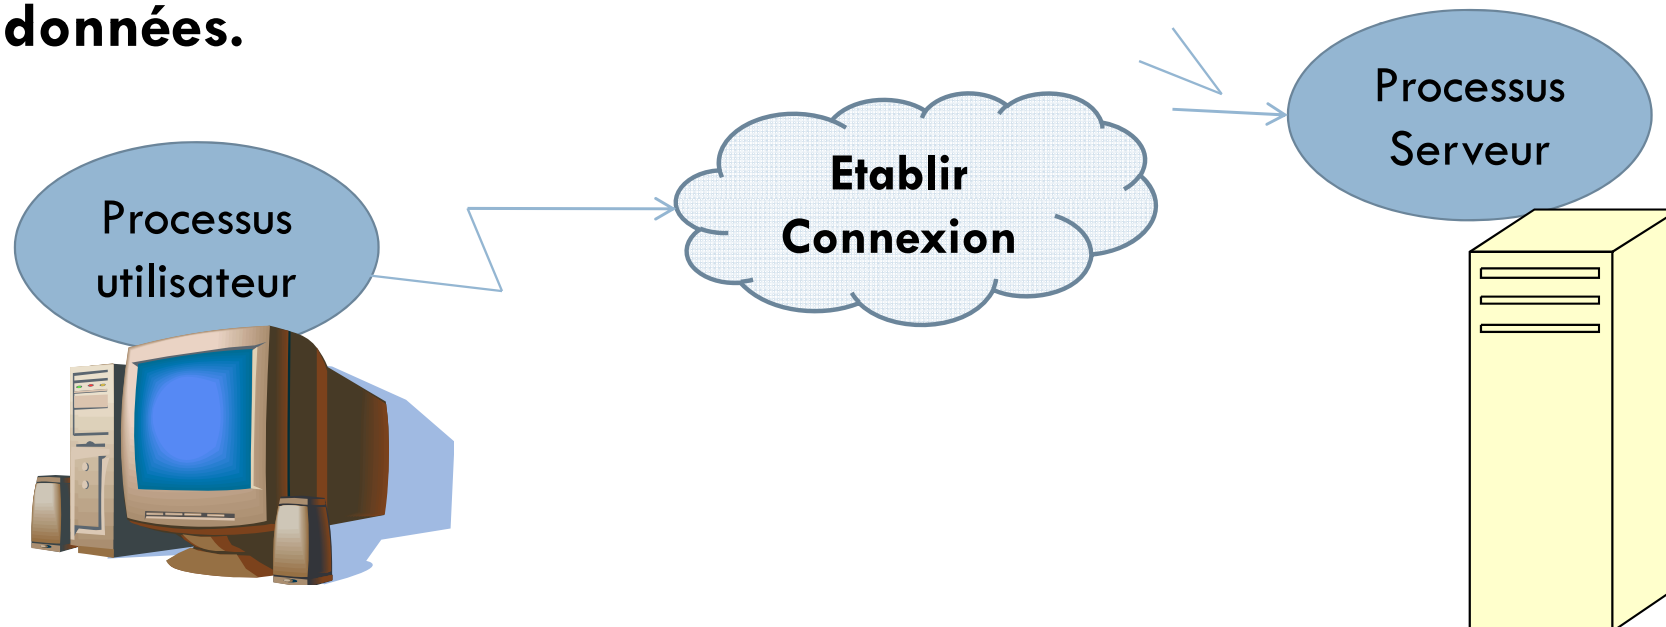 données.
Processus
utilisateur
Etablir
Connexion
Processus
Serveur